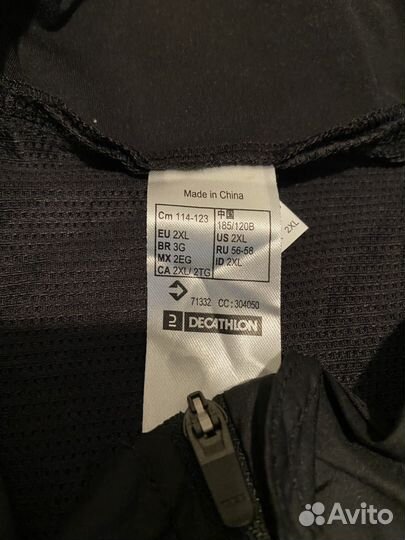 Made in China
Cm 114-123
EU 2XL
BR 3G
MX 2EG
CA 2XL/ 2TG
中国
185/120B
US 2XL
RU 56-58
ID 2XL
71332 CC : 304050
DECATHLON
2XL
Avito